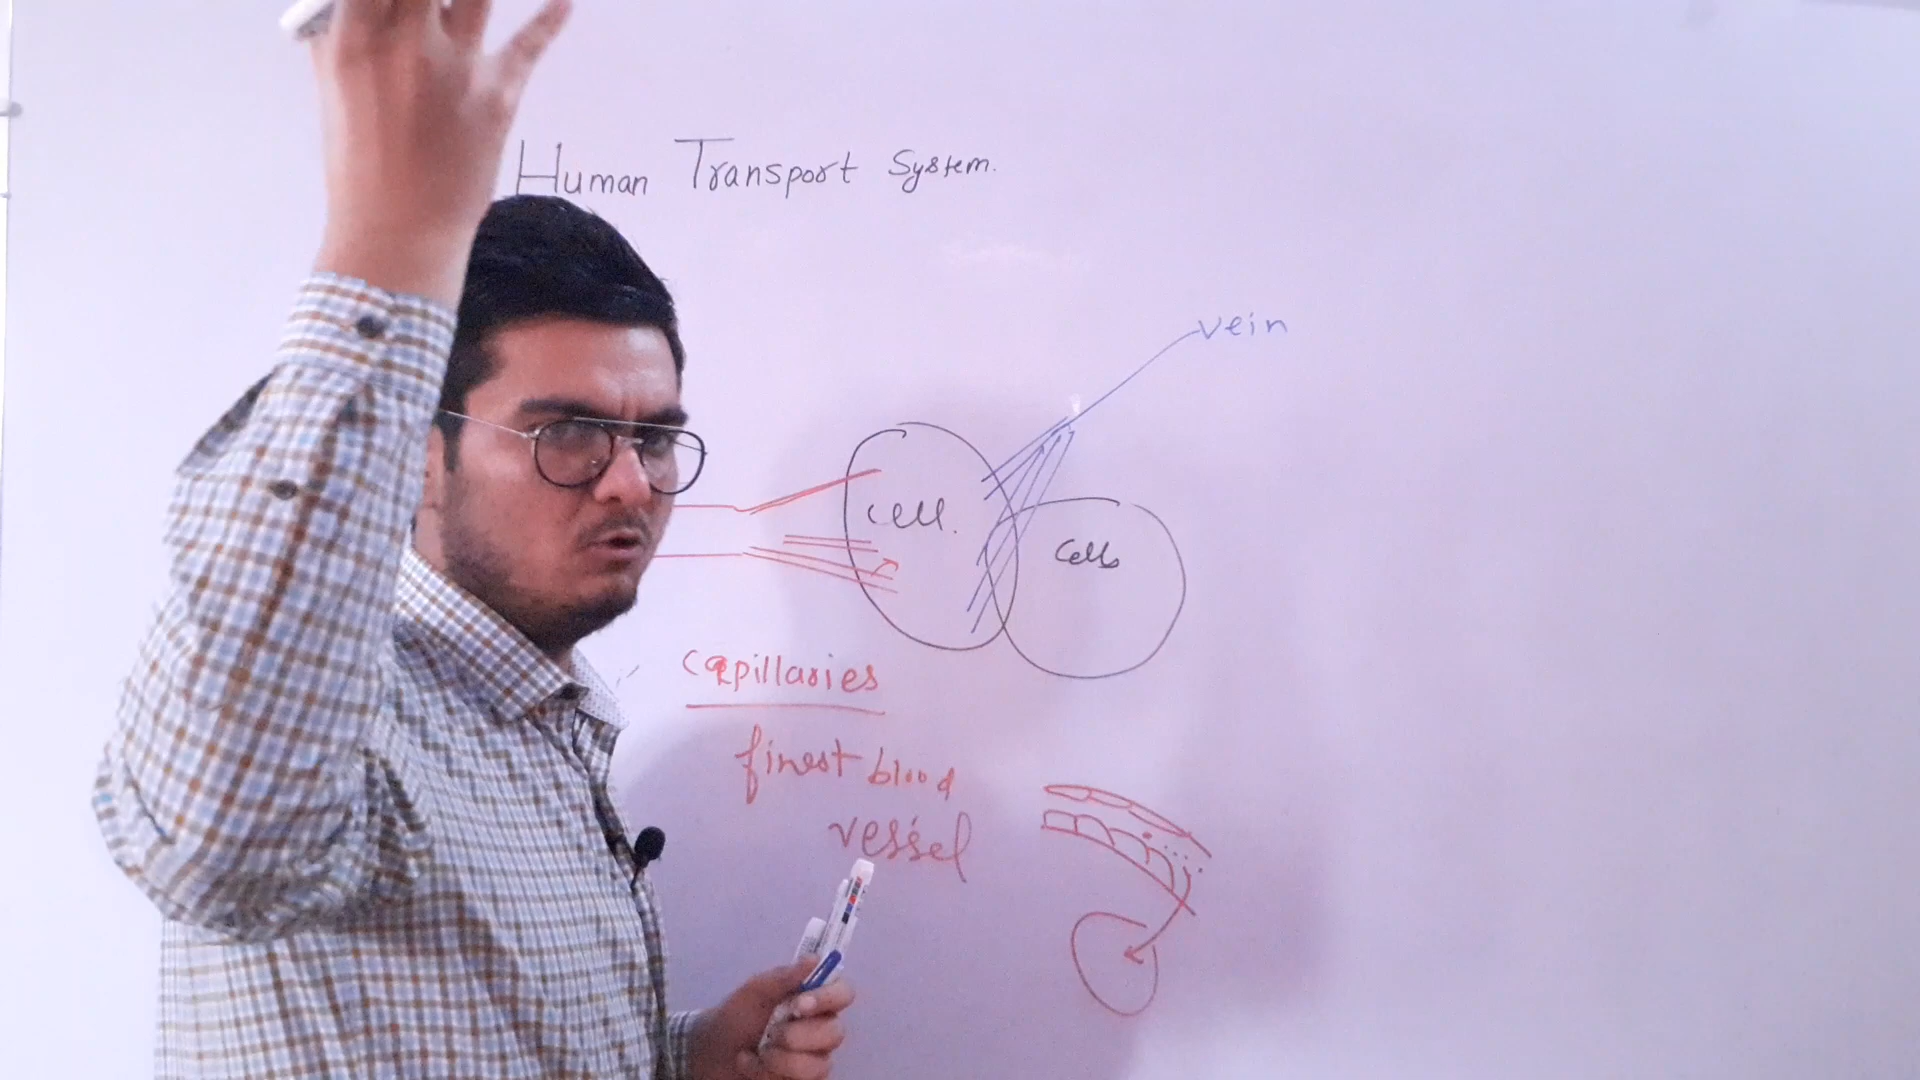 Human Transport System.
vein
cell.
Cells
capillaries
finest blood
vessel